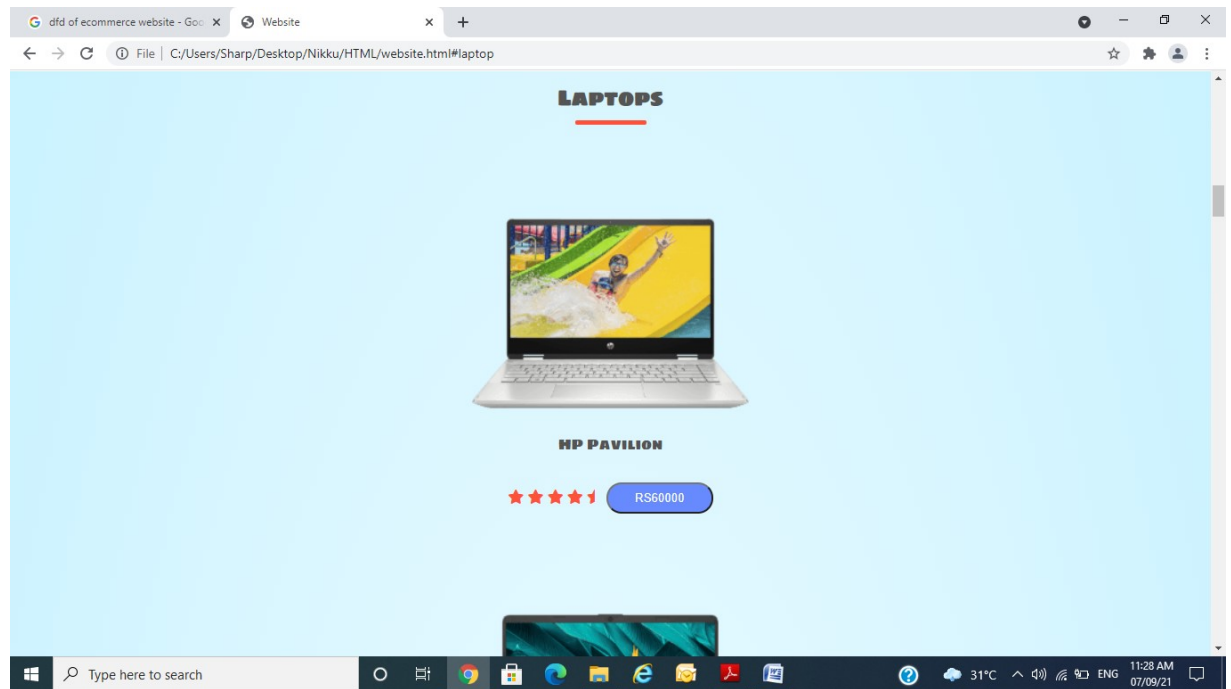 dfd of ecommerce website - Goo
Website
File | C:/Users/Sharp/Desktop/Nikku/HTML/website.html#laptop
Laptops
HP Pavilion
RS60000
Type here to search
31°C
ENG
11:28 AM
07/09/21